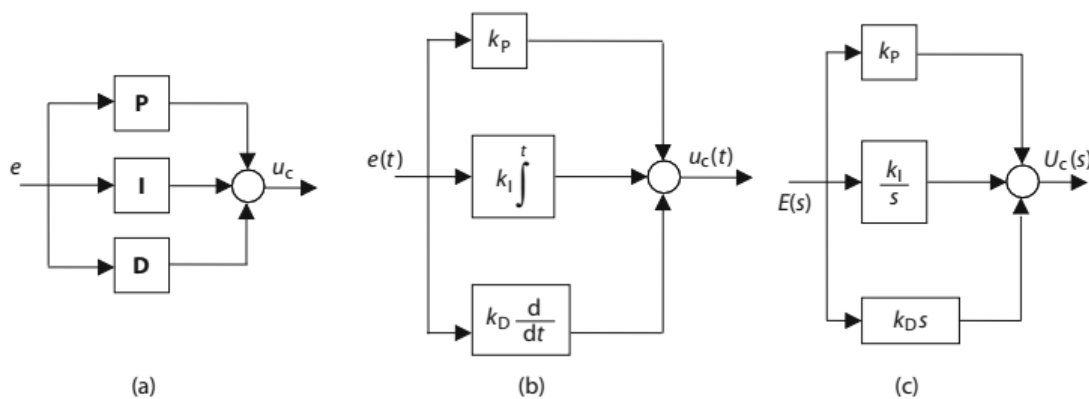 P
e
I
u_c
D
(a)
k_P
e(t)
k_I ∫^t
u_c(t)
k_D d/dt
(b)
k_P
E(s)
k_I/s
U_c(s)
k_D s
(c)